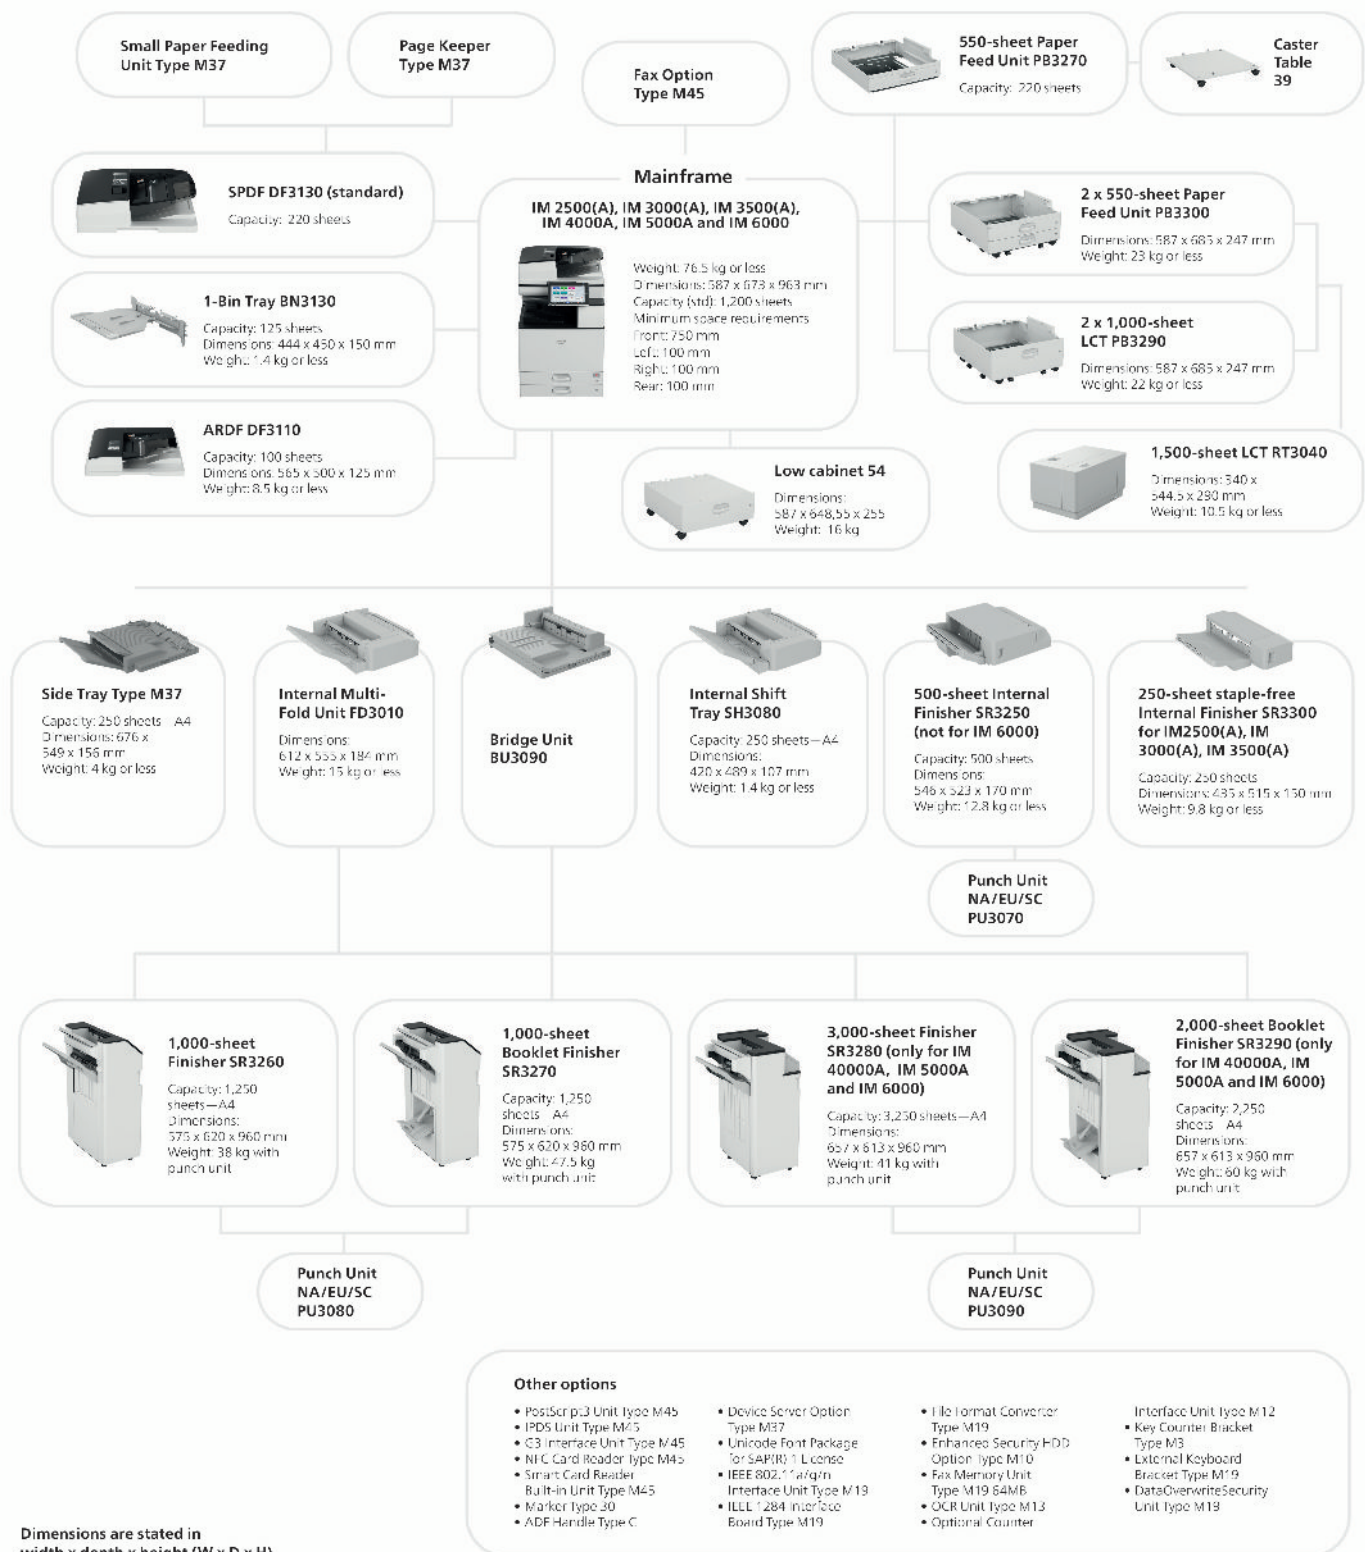 Small Paper Feeding
Unit Type M37
Page Keeper
Type M37
Fax Option
Type M45
550-sheet Paper
Feed Unit PB3270
Capacity: 220 sheets
Caster
Table
39
SPDF DF3130 (standard)
Capacity: 220 sheets
1-Bin Tray BN3130
Capacity: 125 sheets
Dimensions: 444 x 450 x 150 mm
Weight: 1.4 kg or less
ARDF DF3110
Capacity: 100 sheets
Dimensions: 565 x 500 x 125 mm
Weight: 8.5 kg or less
Mainframe
IM 2500(A), IM 3000(A), IM 3500(A),
IM 4000A, IM 5000A and IM 6000
Weight: 76.5 kg or less
Dimensions: 587 x 673 x 963 mm
Capacity (std): 1,200 sheets
Minimum space requirements
Front: 750 mm
Left: 100 mm
Right: 100 mm
Rear: 100 mm
2 x 550-sheet Paper
Feed Unit PB3300
Dimensions: 587 x 685 x 247 mm
Weight: 23 kg or less
2 x 1,000-sheet
LCT PB3290
Dimensions: 587 x 685 x 247 mm
Weight: 22 kg or less
1,500-sheet LCT RT3040
Dimensions: 340 x
544.5 x 290 mm
Weight: 10.5 kg or less
Low cabinet 54
Dimensions:
587 x 648,55 x 255
Weight: 16 kg
Side Tray Type M37
Capacity: 250 sheets—A4
Dimensions: 676 x
549 x 156 mm
Weight: 4 kg or less
Internal Multi-
Fold Unit FD3010
Dimensions:
612 x 555 x 184 mm
Weight: 15 kg or less
Bridge Unit
BU3090
Internal Shift
Tray SH3080
Capacity: 250 sheets—A4
Dimensions:
420 x 489 x 107 mm
Weight: 1.4 kg or less
500-sheet Internal
Finisher SR3250
(not for IM 6000)
Capacity: 500 sheets
Dimensions:
546 x 523 x 170 mm
Weight: 12.8 kg or less
250-sheet staple-free
Internal Finisher SR3300
for IM2500(A), IM
3000(A), IM 3500(A)
Capacity: 250 sheets
Dimensions: 435 x 515 x 150 mm
Weight: 9.8 kg or less
Punch Unit
NA/EU/SC
PU3070
1,000-sheet
Finisher SR3260
Capacity: 1,250
sheets—A4
Dimensions:
575 x 620 x 960 mm
Weight: 38 kg with
punch unit
1,000-sheet
Booklet Finisher
SR3270
Capacity: 1,250
sheets—A4
Dimensions:
575 x 620 x 960 mm
Weight: 47.5 kg
with punch unit
3,000-sheet Finisher
SR3280 (only for IM
40000A, IM 5000A
and IM 6000)
Capacity: 3,250 sheets—A4
Dimensions:
657 x 613 x 960 mm
Weight: 41 kg with
punch unit
2,000-sheet Booklet
Finisher SR3290 (only
for IM 40000A, IM
5000A and IM 6000)
Capacity: 2,250
sheets—A4
Dimensions:
657 x 613 x 960 mm
Weight: 60 kg with
punch unit
Punch Unit
NA/EU/SC
PU3080
Punch Unit
NA/EU/SC
PU3090
Other options
• PostScript3 Unit Type M45
• IPDS Unit Type M45
• G3 Interface Unit Type M45
• NFC Card Reader Type M45
• Smart Card Reader
Built-in Unit Type M45
• Marker Type 30
• ADF Handle Type C
• Device Server Option
Type M37
• Unicode Font Package
for SAP(R) 1 License
• IEEE 802.11a/g/n
Interface Unit Type M19
• IEEE 1284 Interface
Board Type M19
• File Format Converter
Type M19
• Enhanced Security HDD
Option Type M10
• Fax Memory Unit
Type M19 64MB
• OCR Unit Type M13
• Optional Counter
Interface Unit Type M12
• Key Counter Bracket
Type M3
• External Keyboard
Bracket Type M19
• DataOverwriteSecurity
Unit Type M19
Dimensions are stated in
width x depth x height (W x D x H)